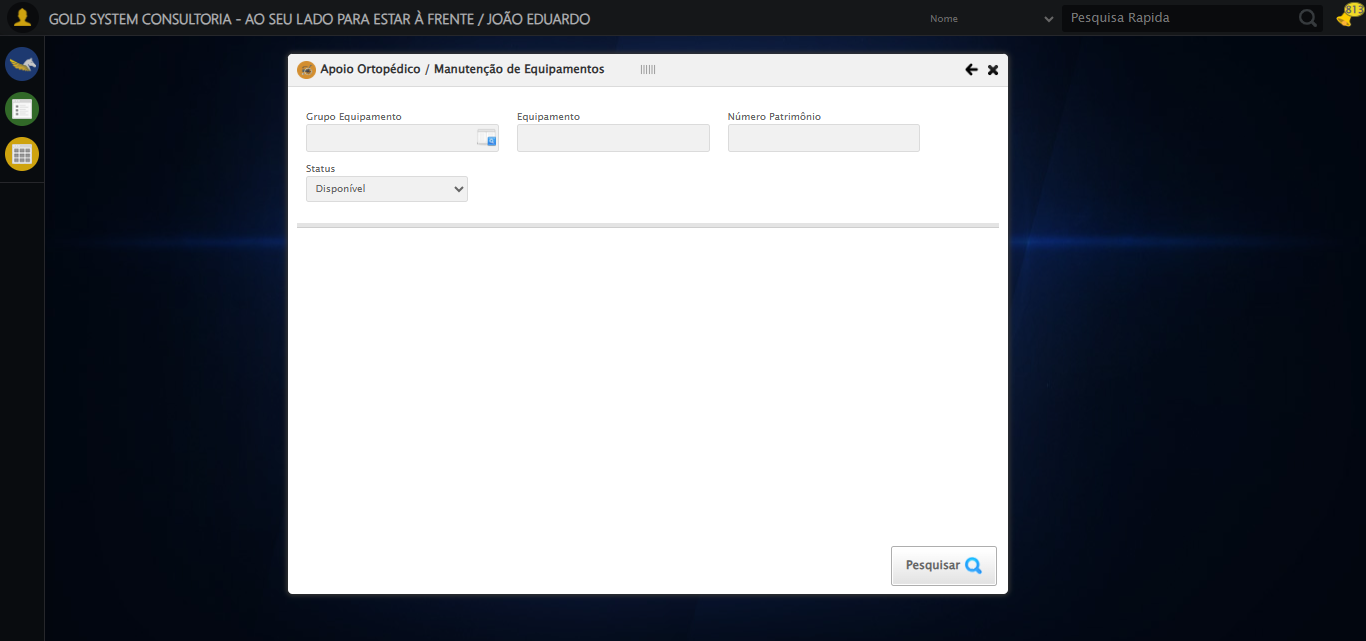 GOLD SYSTEM CONSULTORIA - AO SEU LADO PARA ESTAR À FRENTE / JOÃO EDUARDO
Nome
Pesquisa Rapida
813
Apoio Ortopédico / Manutenção de Equipamentos
Grupo Equipamento
Equipamento
Número Patrimônio
Status
Disponível
Pesquisar